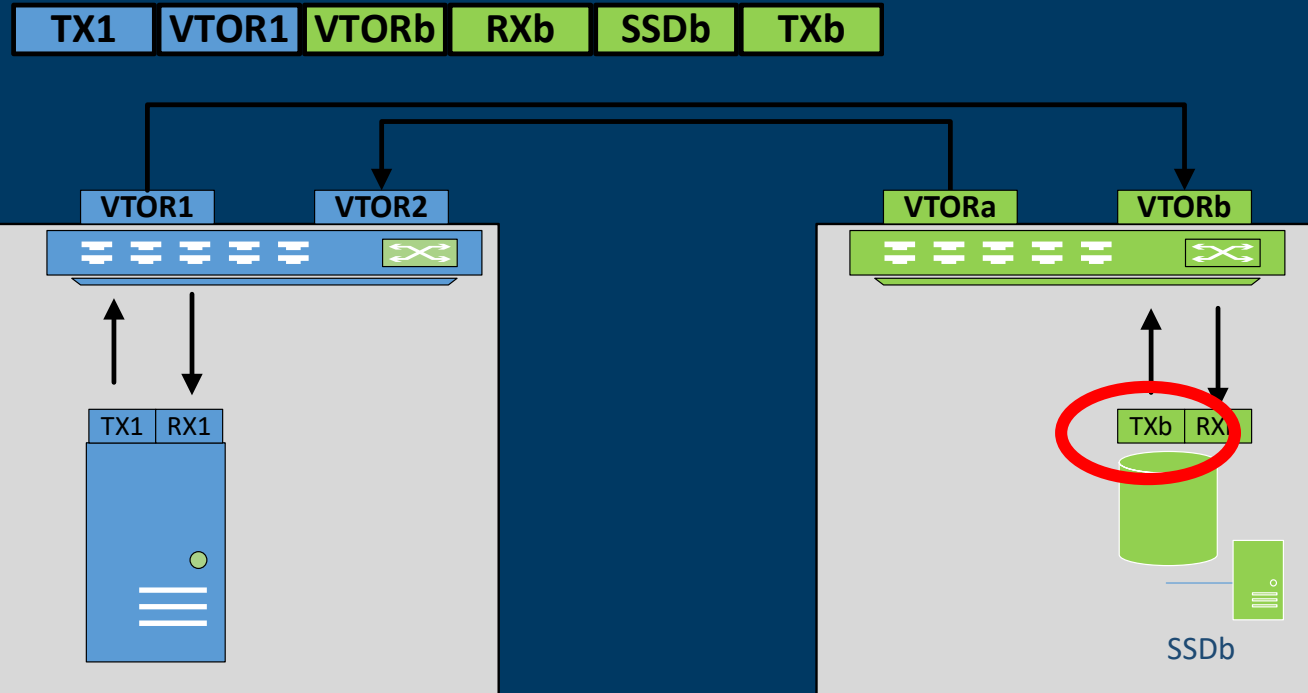 TX1 VTOR1 VTORb RXb SSDb TXb
VTOR1 VTOR2 VTORa VTORb
TX1 RX1 TXb
SSDb